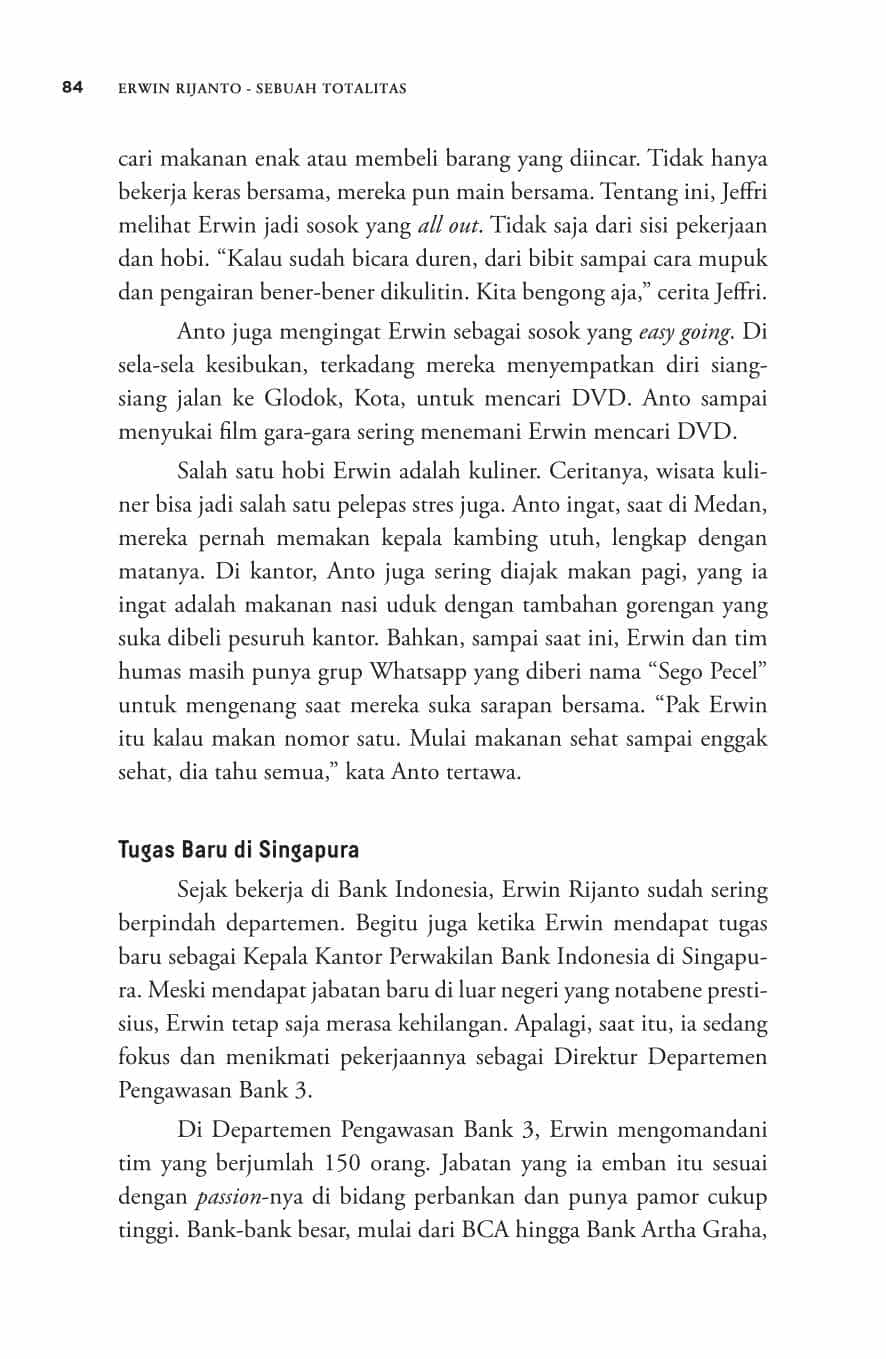 84 ERWIN RIJANTO - SEBUAH TOTALITAS
cari makanan enak atau membeli barang yang diincar. Tidak hanya
bekerja keras bersama, mereka pun main bersama. Tentang ini, Jeffri
melihat Erwin jadi sosok yang all out. Tidak saja dari sisi pekerjaan
dan hobi. “Kalau sudah bicara duren, dari bibit sampai cara mupuk
dan pengairan bener-bener dikulitin. Kita bengong aja,” cerita Jeffri.
Anto juga mengingat Erwin sebagai sosok yang easy going. Di
sela-sela kesibukan, terkadang mereka menyempatkan diri siang-
siang jalan ke Glodok, Kota, untuk mencari DVD. Anto sampai
menyukai film gara-gara sering menemani Erwin mencari DVD.
Salah satu hobi Erwin adalah kuliner. Ceritanya, wisata kuli-
ner bisa jadi salah satu pelepas stres juga. Anto ingat, saat di Medan,
mereka pernah memakan kepala kambing utuh, lengkap dengan
matanya. Di kantor, Anto juga sering diajak makan pagi, yang ia
ingat adalah makanan nasi uduk dengan tambahan gorengan yang
suka dibeli pesuruh kantor. Bahkan, sampai saat ini, Erwin dan tim
humas masih punya grup Whatsapp yang diberi nama “Sego Pecel”
untuk mengenang saat mereka suka sarapan bersama. “Pak Erwin
itu kalau makan nomor satu. Mulai makanan sehat sampai enggak
sehat, dia tahu semua,” kata Anto tertawa.
Tugas Baru di Singapura
Sejak bekerja di Bank Indonesia, Erwin Rijanto sudah sering
berpindah departemen. Begitu juga ketika Erwin mendapat tugas
baru sebagai Kepala Kantor Perwakilan Bank Indonesia di Singapu-
ra. Meski mendapat jabatan baru di luar negeri yang notabene presti-
sius, Erwin tetap saja merasa kehilangan. Apalagi, saat itu, ia sedang
fokus dan menikmati pekerjaannya sebagai Direktur Departemen
Pengawasan Bank 3.
Di Departemen Pengawasan Bank 3, Erwin mengomandani
tim yang berjumlah 150 orang. Jabatan yang ia emban itu sesuai
dengan passion-nya di bidang perbankan dan punya pamor cukup
tinggi. Bank-bank besar, mulai dari BCA hingga Bank Artha Graha,